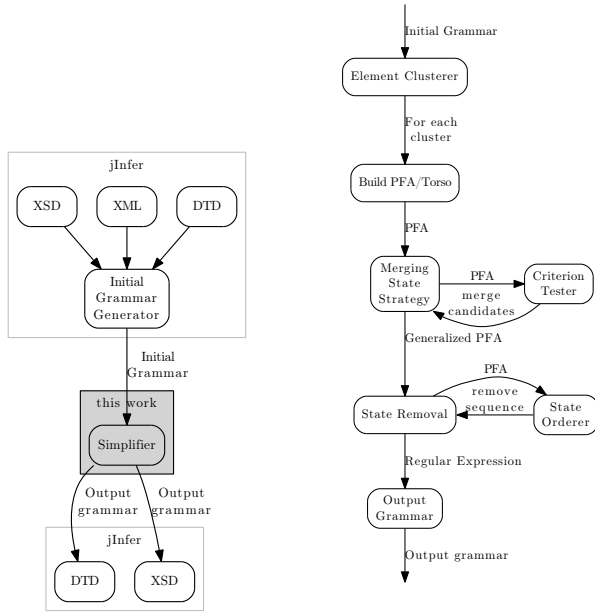 jInfer
XSD
XML
DTD
Initial
Grammar
Generator
Initial
Grammar
this work
Simplifier
Output
grammar
Output
grammar
jInfer
DTD
XSD
Initial Grammar
Element Clusterer
For each
cluster
Build PFA/Torso
PFA
Merging
State
Strategy
PFA
merge
candidates
Criterion
Tester
Generalized PFA
PFA
remove
sequence
State Removal
State
Orderer
Regular Expression
Output
Grammar
Output grammar